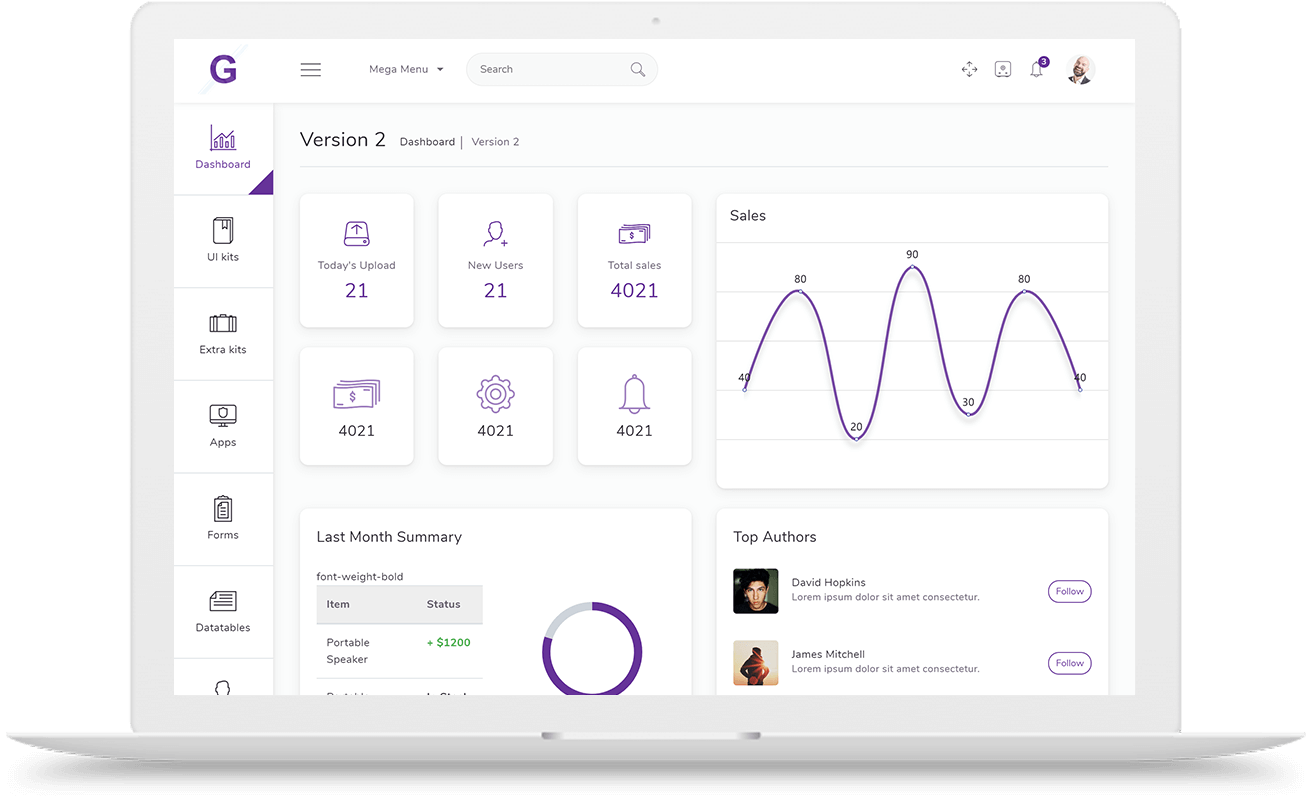 G
Mega Menu
Search
3
Version 2
Dashboard | Version 2
Dashboard
UI kits
Extra kits
Apps
Forms
Datatables
Today's Upload
21
New Users
21
Total sales
4021
4021
4021
4021
Sales
40
80
20
90
30
80
40
Last Month Summary
font-weight-bold
Item Status
Portable + $1200
Speaker
Top Authors
David Hopkins
Lorem ipsum dolor sit amet consectetur.
Follow
James Mitchell
Lorem ipsum dolor sit amet consectetur.
Follow